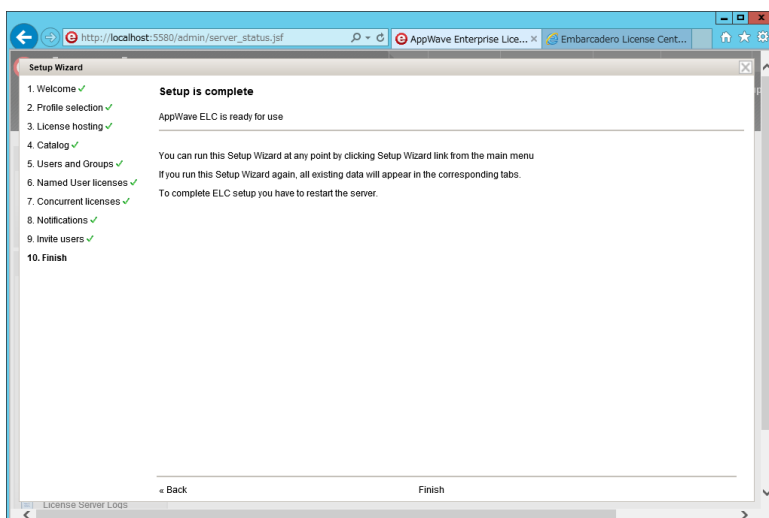 http://localhost:5580/admin/server_status.jsf
AppWave Enterprise Lice...
Embarcadero License Cent...
Setup Wizard
1. Welcome
2. Profile selection
3. License hosting
4. Catalog
5. Users and Groups
6. Named User licenses
7. Concurrent licenses
8. Notifications
9. Invite users
10. Finish
Setup is complete
AppWave ELC is ready for use
You can run this Setup Wizard at any point by clicking Setup Wizard link from the main menu
If you run this Setup Wizard again, all existing data will appear in the corresponding tabs.
To complete ELC setup you have to restart the server.
« Back
Finish
License Server Logs